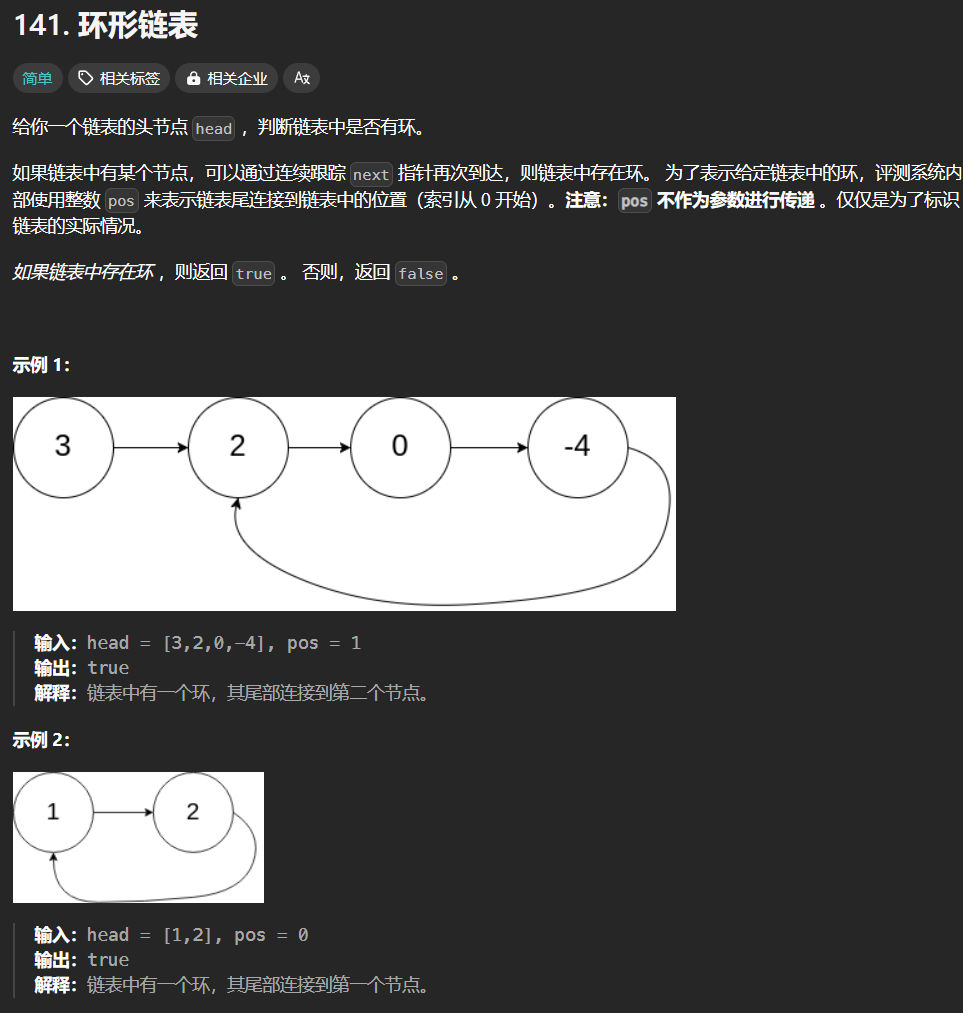 141. 环形链表
简单 相关标签 相关企业 A文
给你一个链表的头节点 head ，判断链表中是否有环。
如果链表中有某个节点，可以通过连续跟踪 next 指针再次到达，则链表中存在环。 为了表示给定链表中的环，评测系统内
部使用整数 pos 来表示链表尾连接到链表中的位置（索引从 0 开始）。注意：pos 不作为参数进行传递 。仅仅是为了标识
链表的实际情况。
如果链表中存在环 ，则返回 true 。 否则，返回 false 。
示例 1：
3 2 0 -4
输入：head = [3,2,0,-4], pos = 1
输出：true
解释：链表中有一个环，其尾部连接到第二个节点。
示例 2：
1 2
输入：head = [1,2], pos = 0
输出：true
解释：链表中有一个环，其尾部连接到第一个节点。